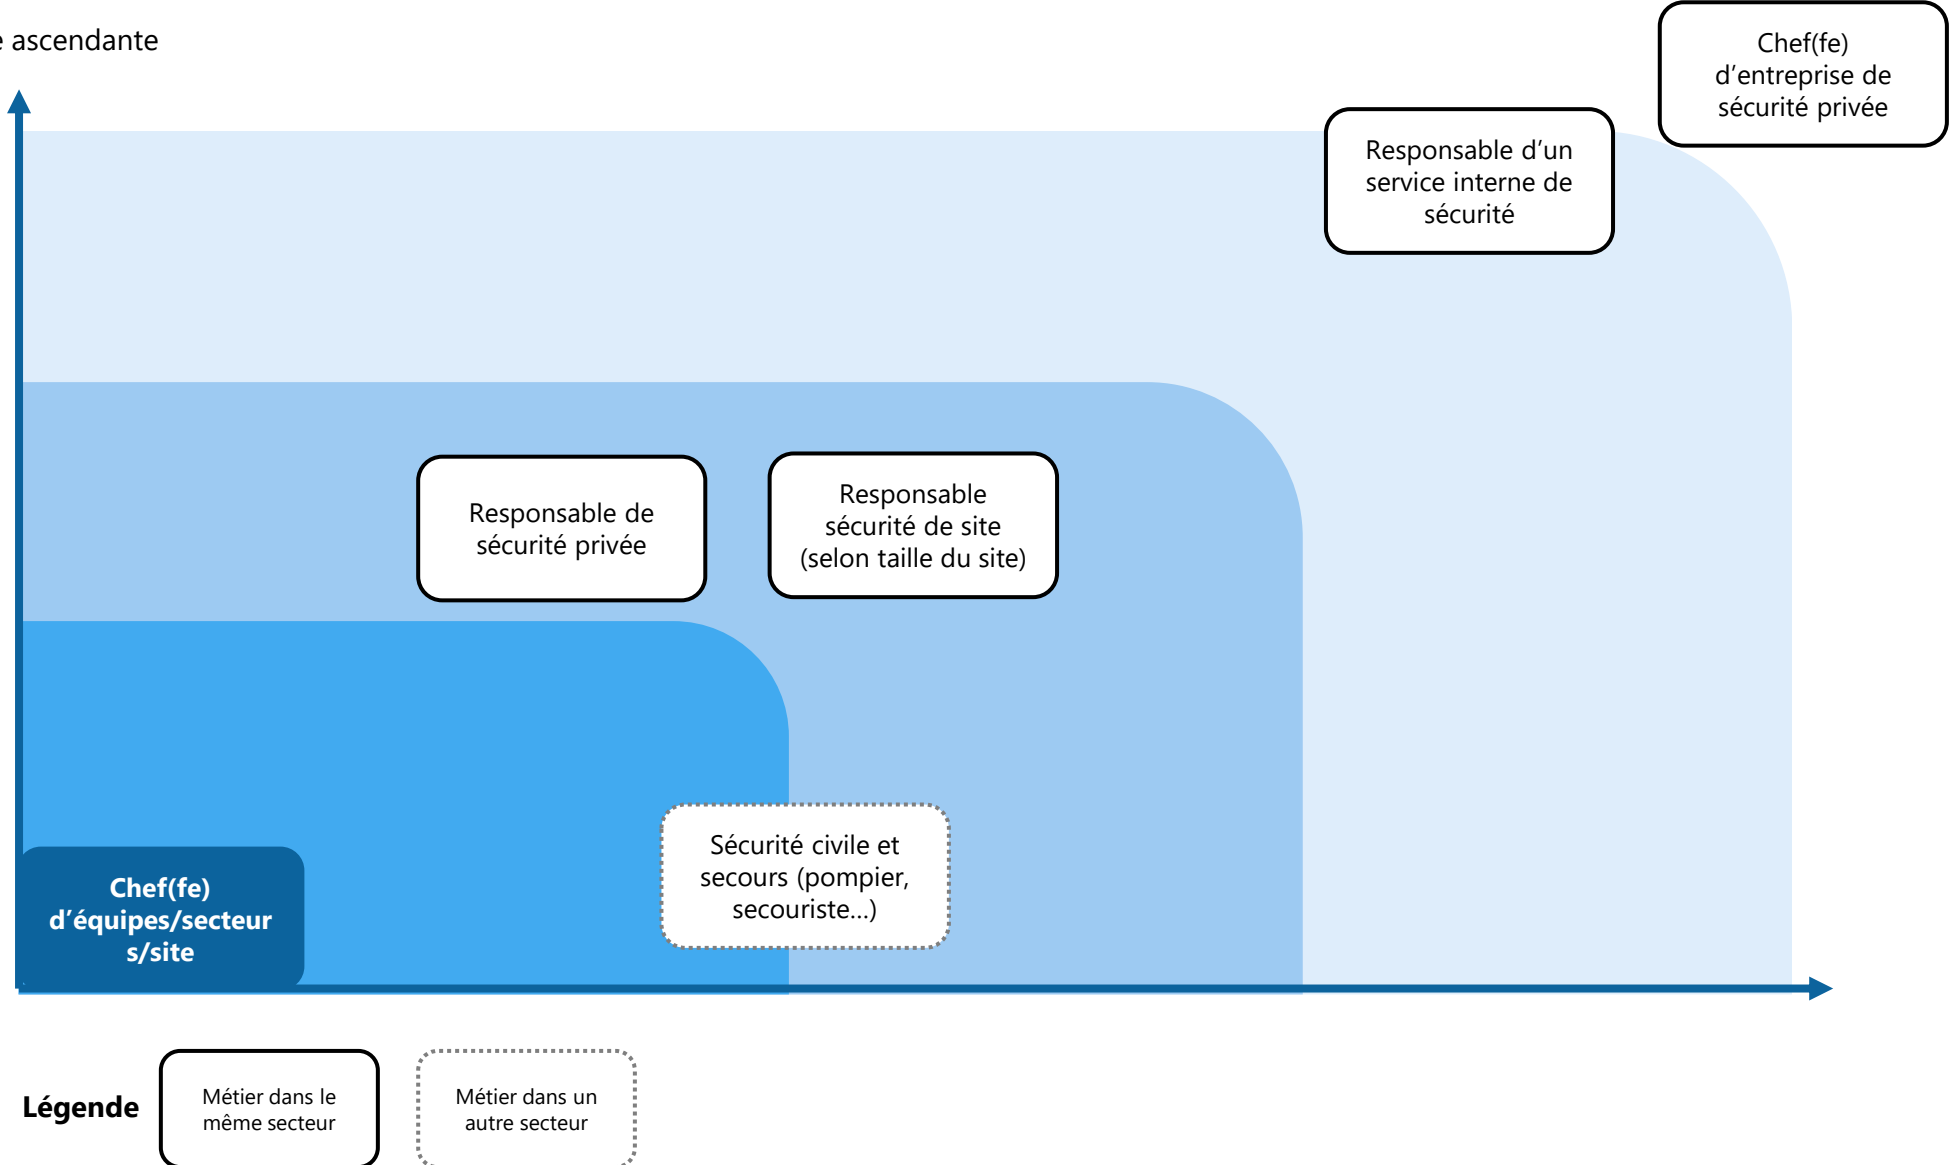 ascendante
Chef(fe)
d’entreprise de
sécurité privée
Responsable d’un
service interne de
sécurité
Responsable de
sécurité privée
Responsable
sécurité de site
(selon taille du site)
Sécurité civile et
secours (pompier,
secouriste…)
Chef(fe)
d’équipes/secteur
s/site
Légende
Métier dans le
même secteur
Métier dans un
autre secteur